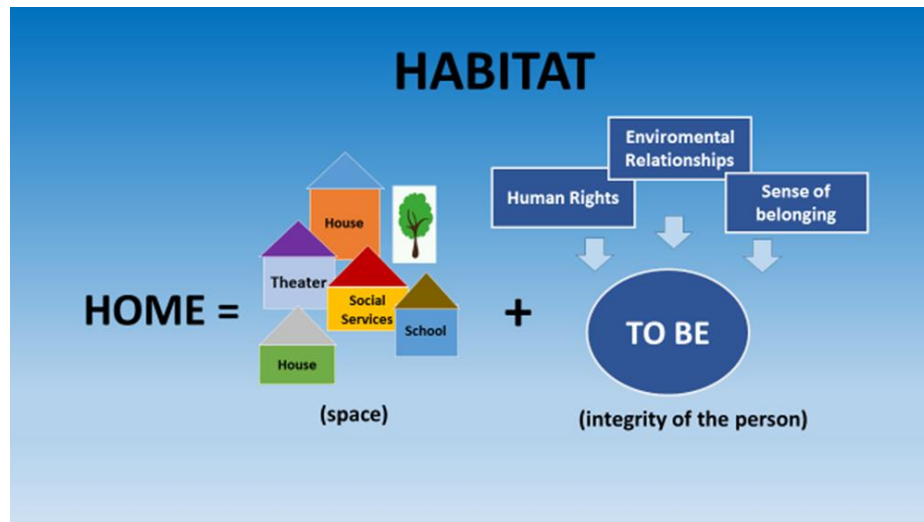 HABITAT
Enviromental
Relationships
Human Rights
Sense of
belonging
House
Theater
Social
Services
School
House
HOME =
+
TO BE
(space)
(integrity of the person)